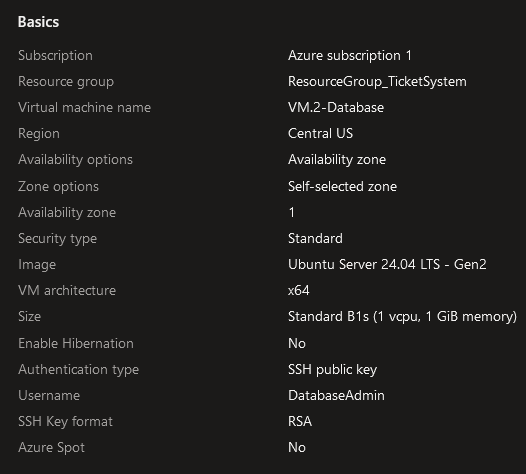 Basics
Subscription Azure subscription 1
Resource group ResourceGroup_TicketSystem
Virtual machine name VM.2-Database
Region Central US
Availability options Availability zone
Zone options Self-selected zone
Availability zone 1
Security type Standard
Image Ubuntu Server 24.04 LTS - Gen2
VM architecture x64
Size Standard B1s (1 vcpu, 1 GiB memory)
Enable Hibernation No
Authentication type SSH public key
Username DatabaseAdmin
SSH Key format RSA
Azure Spot No